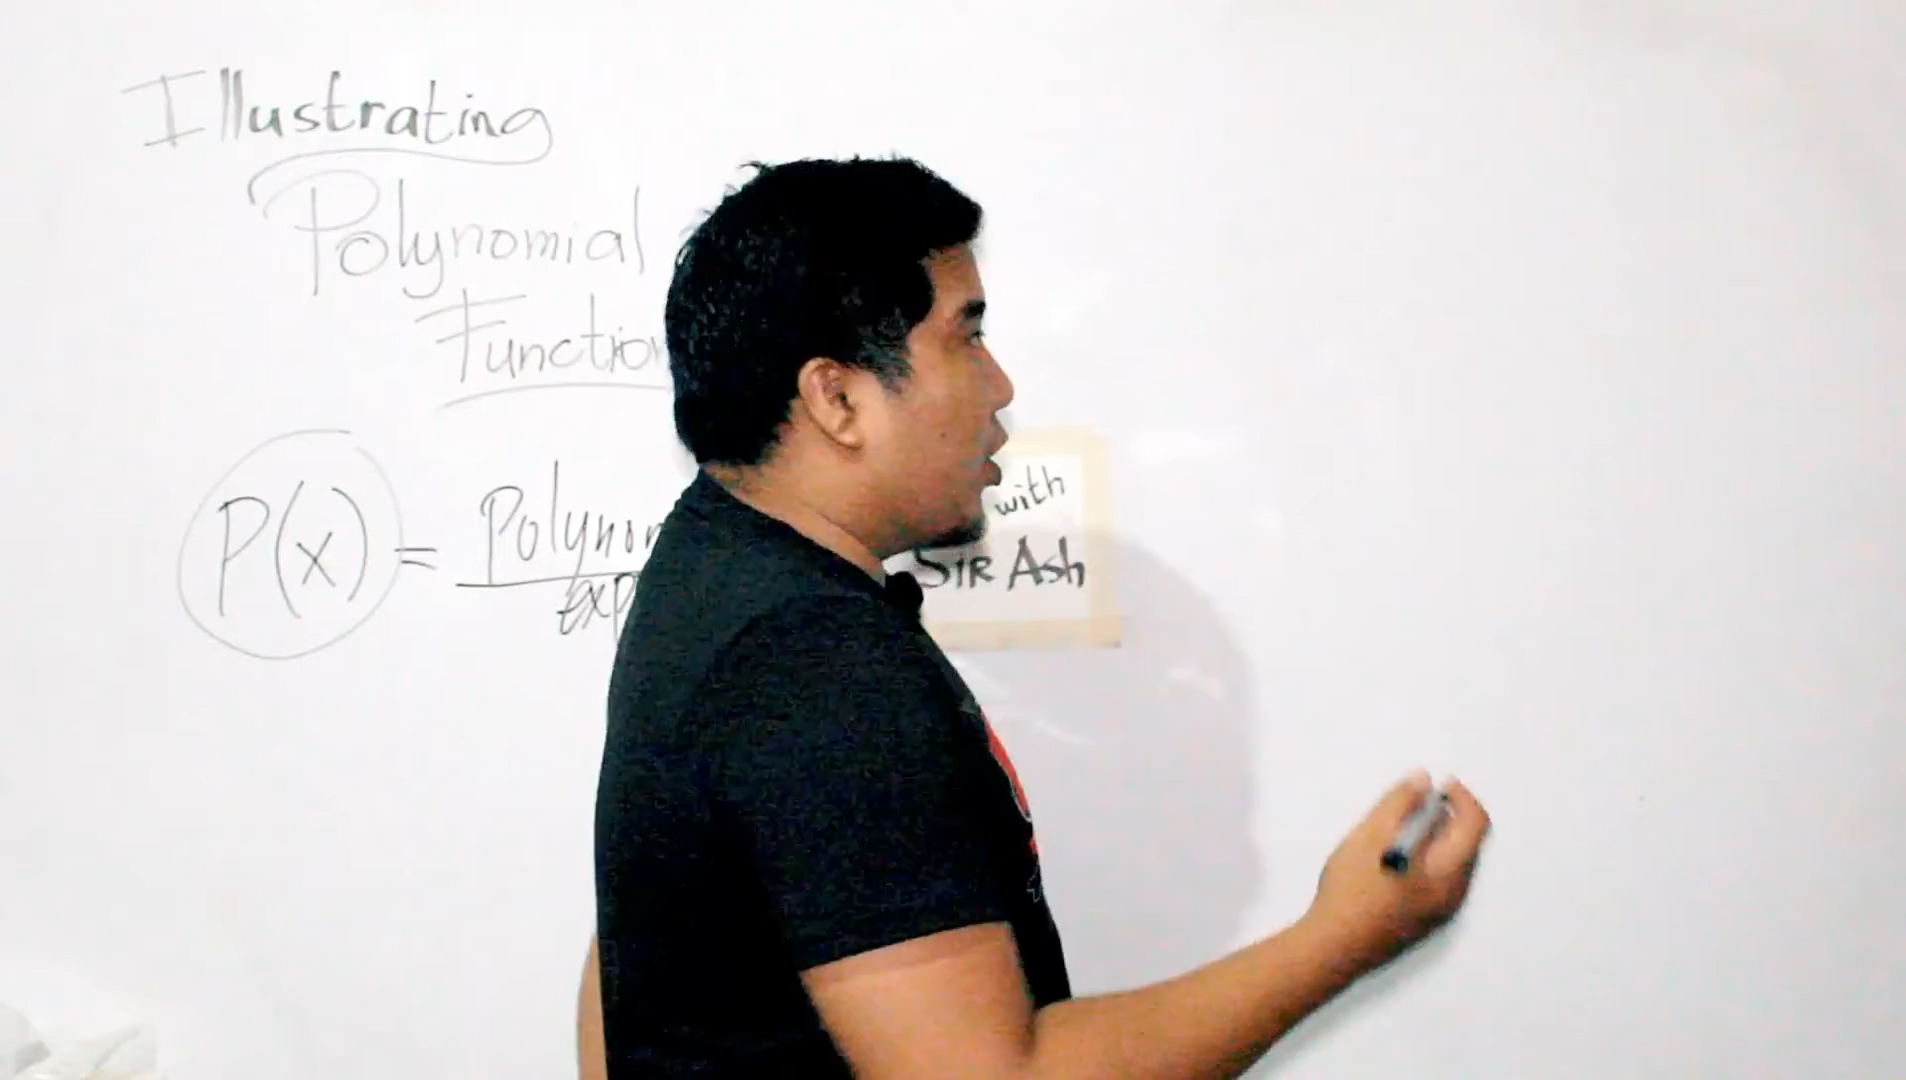 Illustrating
Polynomial
Function
P(x) = Polynom
exp
with
Sir Ash